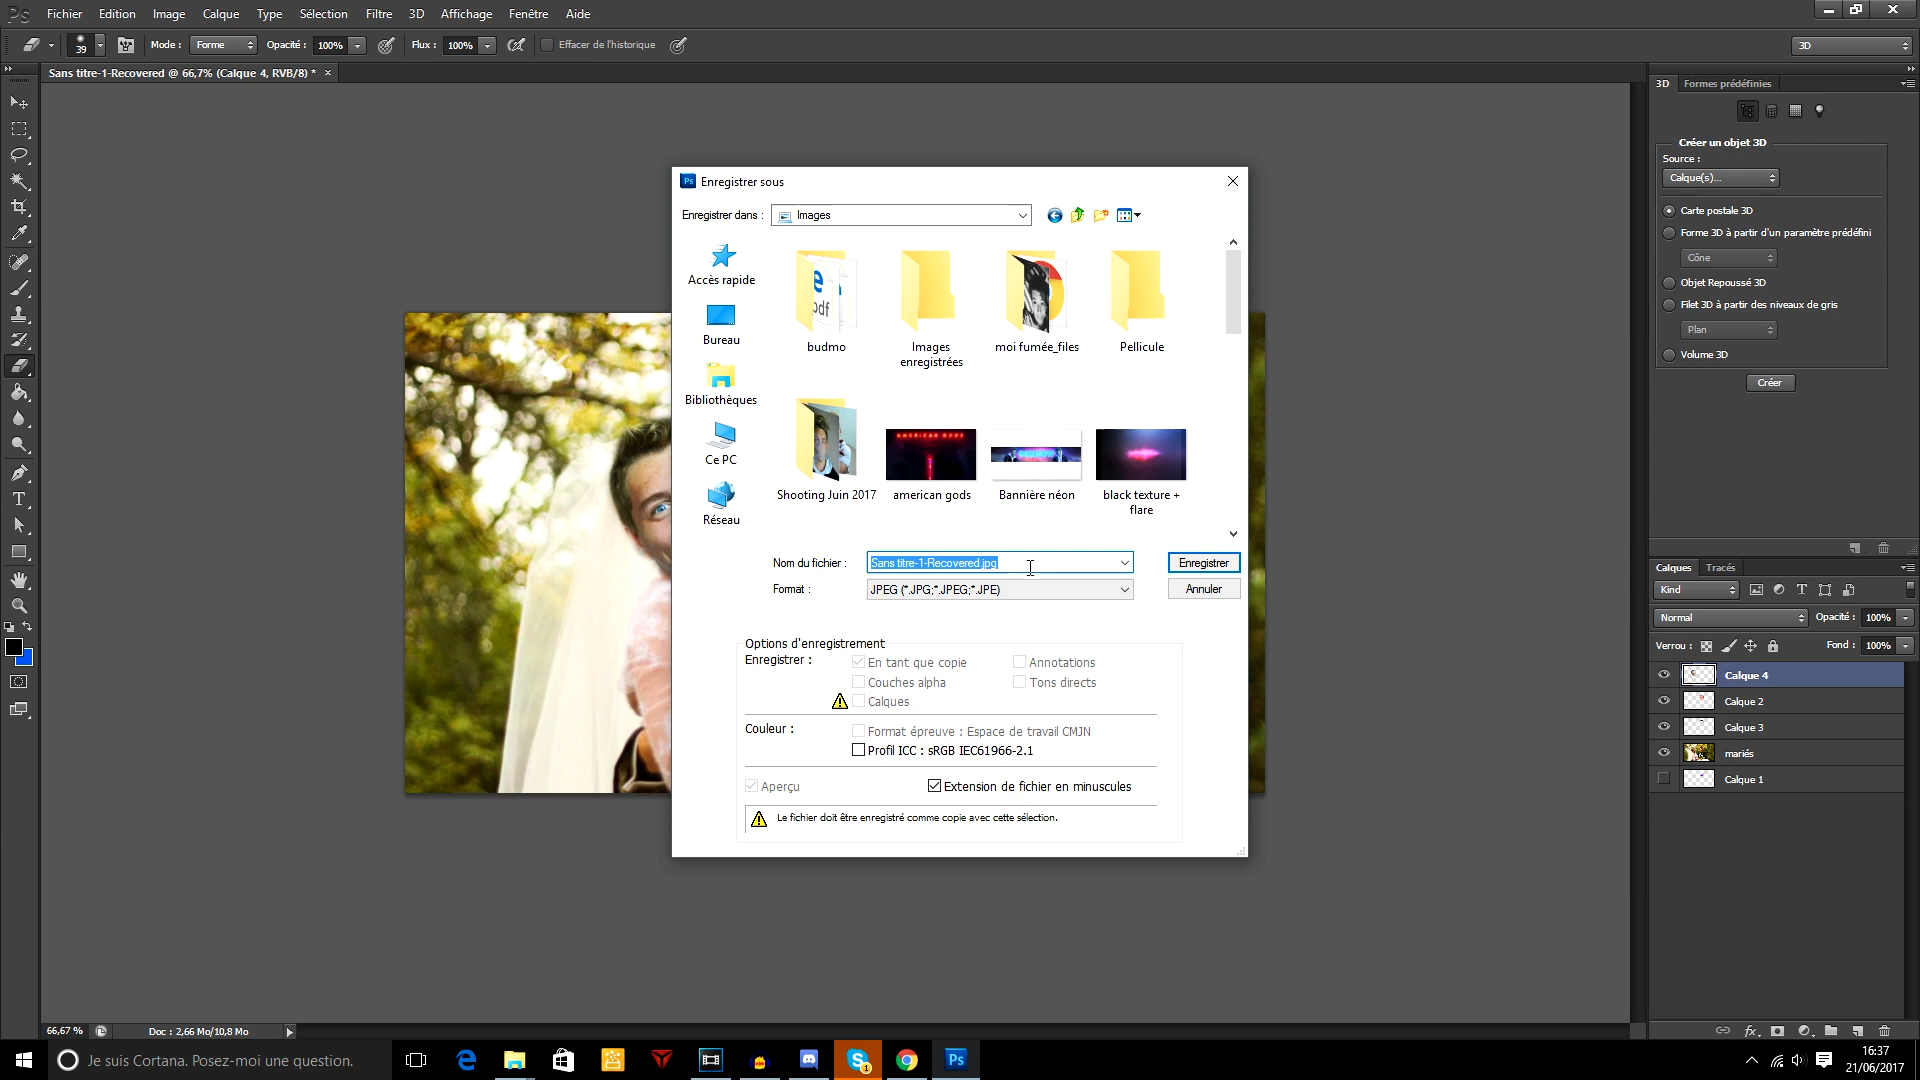 Ps Fichier Edition Image Calque Type Sélection Filtre 3D Affichage Fenêtre Aide
39 Mode : Forme Opacité : 100% Flux : 100% Effacer de l'historique 3D
Sans titre-1-Recovered @ 66,7% (Calque 4, RVB/8) * ×
3D Formes prédéfinies
Créer un objet 3D
Source :
Calque(s)...
Carte postale 3D
Forme 3D à partir d'un paramètre prédéfini
Cône
Objet Repoussé 3D
Filet 3D à partir des niveaux de gris
Plan
Volume 3D
Créer
Ps Enregistrer sous
Enregistrer dans : Images
Accès rapide
Bureau
Bibliothèques
Ce PC
Réseau
pdf
budmo
Images
enregistrées
moi fumée_files
Pellicule
AMERICAN GODS
Shooting Juin 2017
american gods
Bannière néon
black texture +
flare
Nom du fichier : Sans titre-1-Recovered.jpg Enregistrer
Format : JPEG (*.JPG;*.JPEG;*.JPE) Annuler
Options d'enregistrement
Enregistrer : En tant que copie Annotations
Couches alpha Tons directs
Calques
Couleur : Format épreuve : Espace de travail CMJN
Profil ICC : sRGB IEC61966-2.1
Aperçu Extension de fichier en minuscules
Le fichier doit être enregistré comme copie avec cette sélection.
Calques Tracés
Kind
Normal Opacité : 100%
Verrou : Fond : 100%
Calque 4
Calque 2
Calque 3
mariés
Calque 1
fx
66,67 % Doc : 2,66 Mo/10,8 Mo
Je suis Cortana. Posez-moi une question.
1
Ps
16:37
21/06/2017